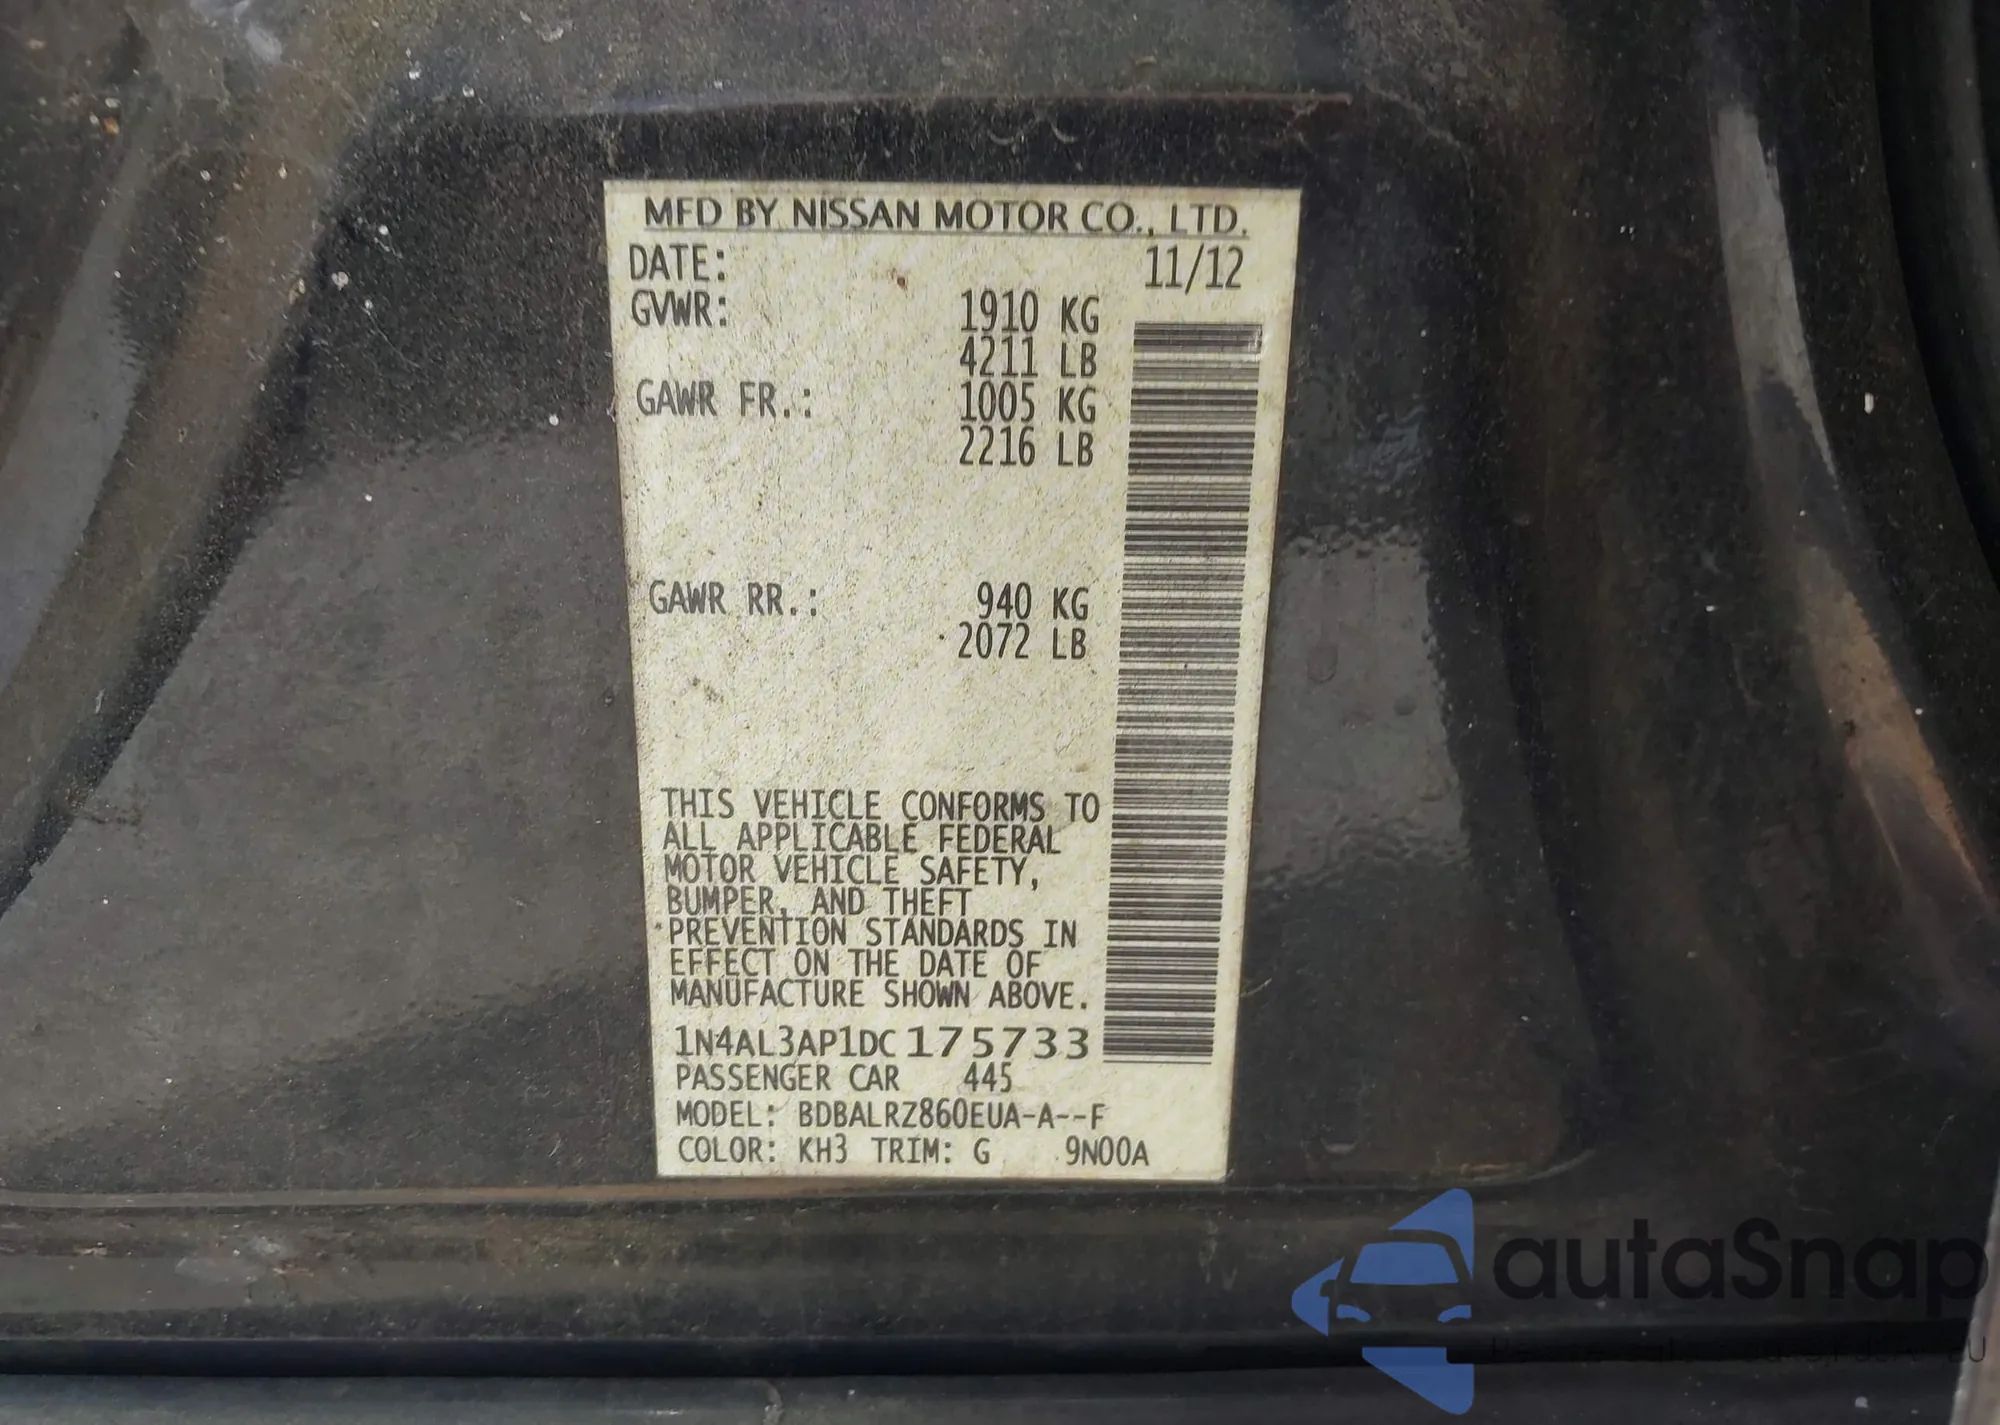 MFD BY NISSAN MOTOR CO., LTD.
DATE: 11/12
GVWR: 1910 KG
4211 LB
GAWR FR.: 1005 KG
2216 LB
GAWR RR.: 940 KG
2072 LB
THIS VEHICLE CONFORMS TO
ALL APPLICABLE FEDERAL
MOTOR VEHICLE SAFETY,
BUMPER, AND THEFT
PREVENTION STANDARDS IN
EFFECT ON THE DATE OF
MANUFACTURE SHOWN ABOVE.
1N4AL3AP1DC175733
PASSENGER CAR 445
MODEL: BDBALRZ860EUA-A--F
COLOR: KH3 TRIM: G 9N00A
autaSnap